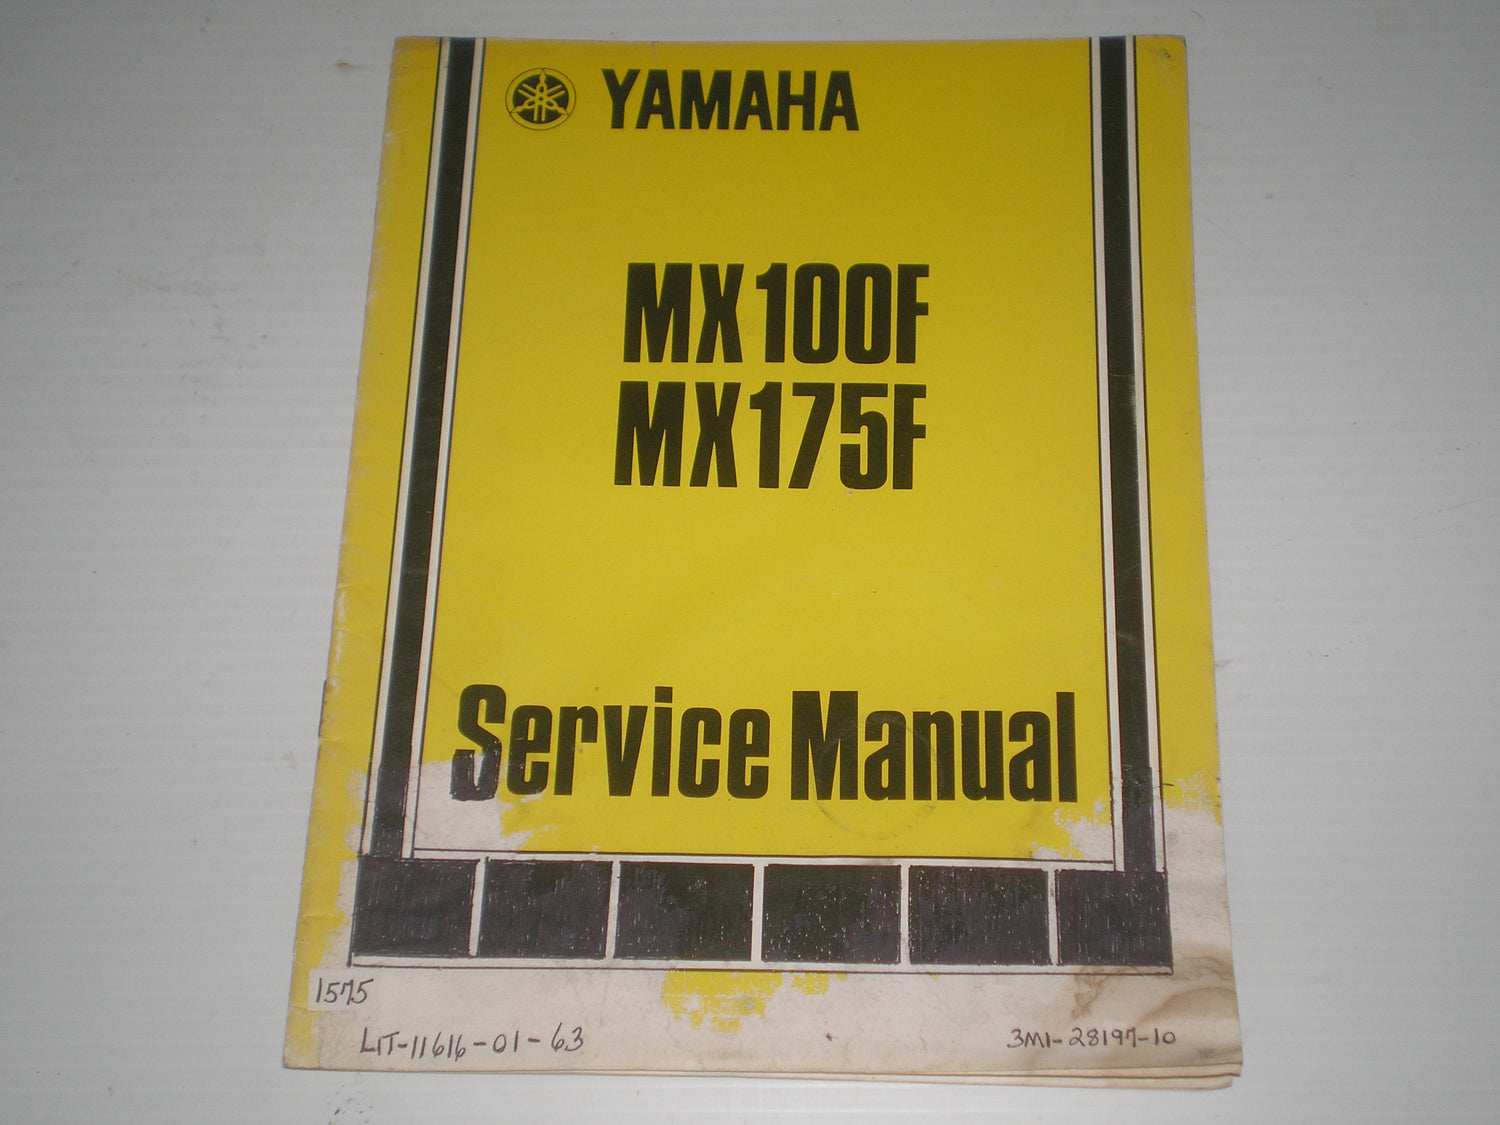 YAMAHA
MX100F
MX175F
Service Manual
1575
LIT-11616-01-63
3M1-28197-10